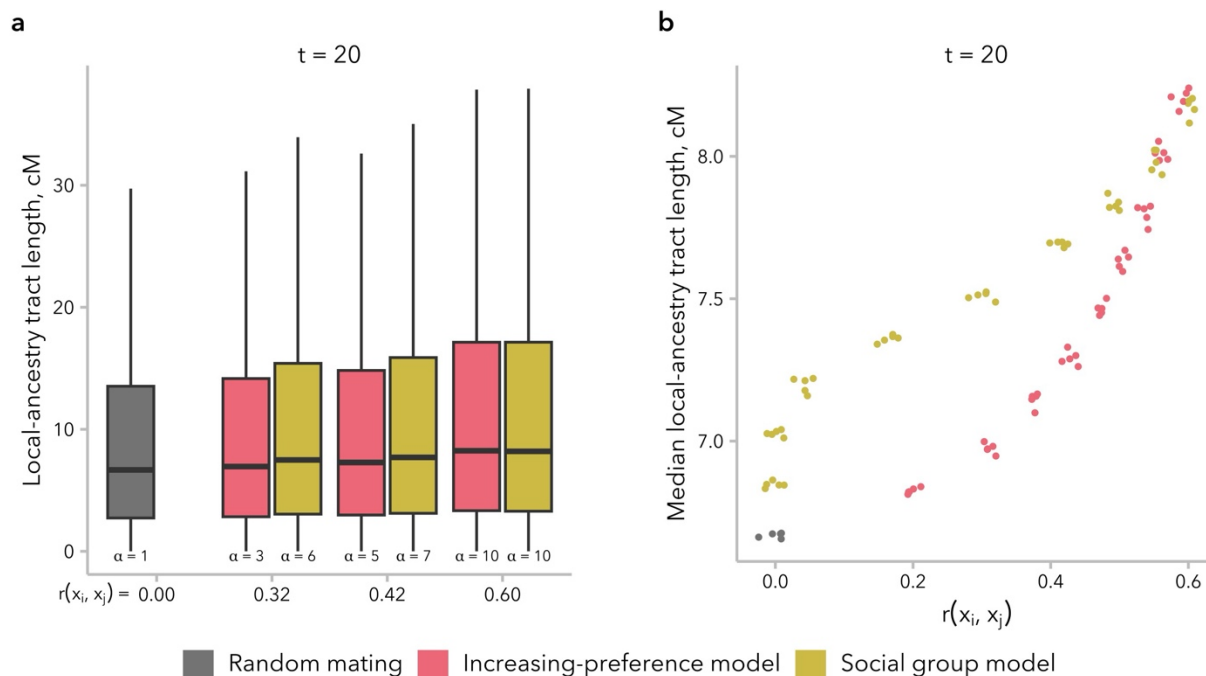 a
t = 20
Local-ancestry tract length, cM
30
20
10
0
α = 1
α = 3
α = 6
α = 5
α = 7
α = 10
α = 10
r(xᵢ, xⱼ) = 0.00
0.32
0.42
0.60
b
t = 20
Median local-ancestry tract length, cM
8.0
7.5
7.0
0.0
0.2
0.4
0.6
r(xᵢ, xⱼ)
Random mating
Increasing-preference model
Social group model